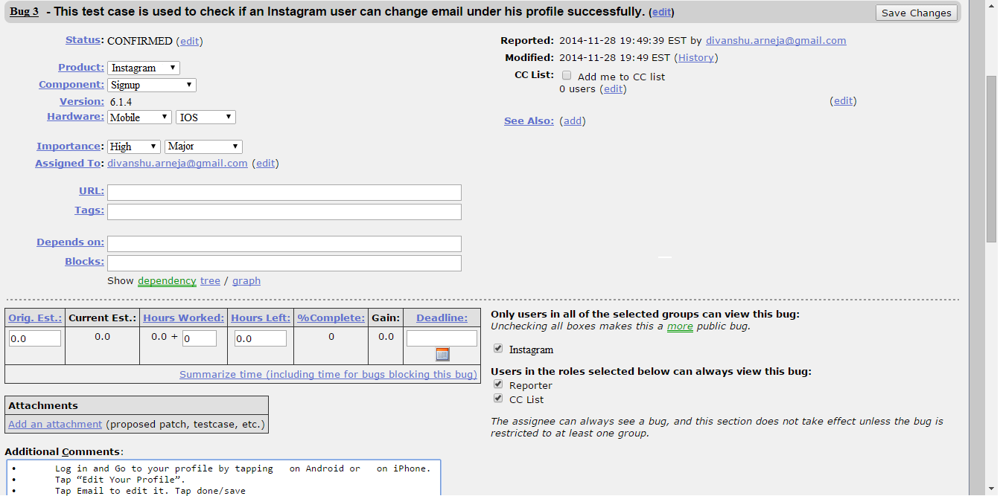 Bug 3 - This test case is used to check if an Instagram user can change email under his profile successfully. (edit)
Save Changes
Status: CONFIRMED (edit)
Product: Instagram
Component: Signup
Version: 6.1.4
Hardware: Mobile IOS
Importance: High Major
Assigned To: divanshu.arneja@gmail.com (edit)
URL:
Tags:
Depends on:
Blocks:
Show dependency tree / graph
Reported: 2014-11-28 19:49:39 EST by divanshu.arneja@gmail.com
Modified: 2014-11-28 19:49 EST (History)
CC List: Add me to CC list
0 users (edit)
(edit)
See Also: (add)
Orig. Est.: Current Est.: Hours Worked: Hours Left: %Complete: Gain: Deadline:
0.0 0.0 0.0 + 0 0.0 0 0.0
Summarize time (including time for bugs blocking this bug)
Attachments
Add an attachment (proposed patch, testcase, etc.)
Only users in all of the selected groups can view this bug:
Unchecking all boxes makes this a more public bug.
Instagram
Users in the roles selected below can always view this bug:
Reporter
CC List
The assignee can always see a bug, and this section does not take effect unless the bug is
restricted to at least one group.
Additional Comments:
• Log in and Go to your profile by tapping on Android or on iPhone.
• Tap “Edit Your Profile”.
• Tap Email to edit it. Tap done/save